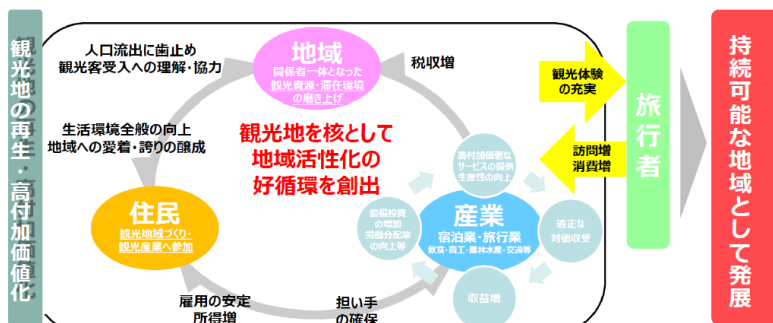 観光地の再生・高付加価値化
人口流出に歯止め
観光客受入への理解・協力
地域
関係者一体となった
観光資源・滞在環境
の磨き上げ
税収増
生活環境全般の向上
地域への愛着・誇りの醸成
観光地を核として
地域活性化の
好循環を創出
住民
観光地域づくり・
観光産業へ参加
高付加価値な
サービスの提供
生産性の向上
設備投資
の増加
労働分配率
の向上等
産業
宿泊業・旅行業
飲食・商工・農林水産・交通等
適正な
対価収受
収益増
雇用の安定
所得増
担い手
の確保
観光体験
の充実
訪問増
消費増
旅行者
持続可能な地域として発展